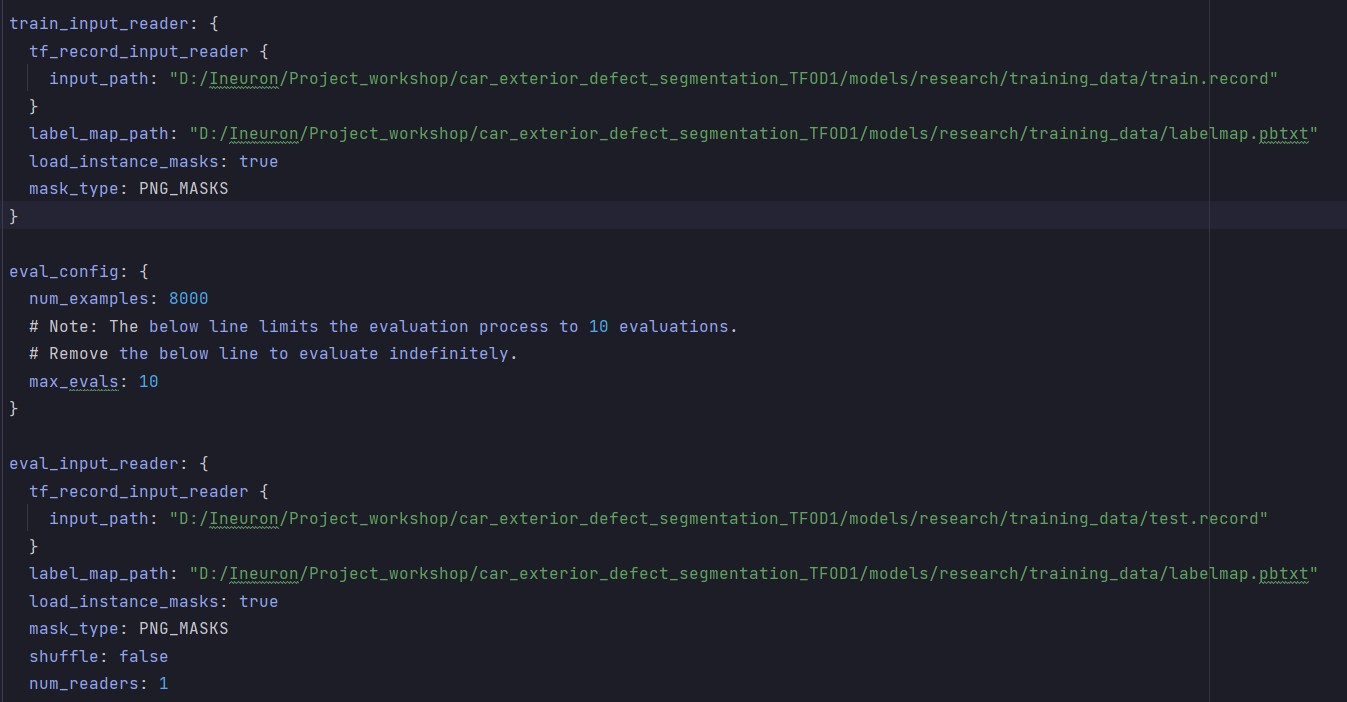 train_input_reader: {
  tf_record_input_reader {
    input_path: "D:/Ineuron/Project_workshop/car_exterior_defect_segmentation_TFOD1/models/research/training_data/train.record"
  }
  label_map_path: "D:/Ineuron/Project_workshop/car_exterior_defect_segmentation_TFOD1/models/research/training_data/labelmap.pbtxt"
  load_instance_masks: true
  mask_type: PNG_MASKS
}

eval_config: {
  num_examples: 8000
  # Note: The below line limits the evaluation process to 10 evaluations.
  # Remove the below line to evaluate indefinitely.
  max_evals: 10
}

eval_input_reader: {
  tf_record_input_reader {
    input_path: "D:/Ineuron/Project_workshop/car_exterior_defect_segmentation_TFOD1/models/research/training_data/test.record"
  }
  label_map_path: "D:/Ineuron/Project_workshop/car_exterior_defect_segmentation_TFOD1/models/research/training_data/labelmap.pbtxt"
  load_instance_masks: true
  mask_type: PNG_MASKS
  shuffle: false
  num_readers: 1